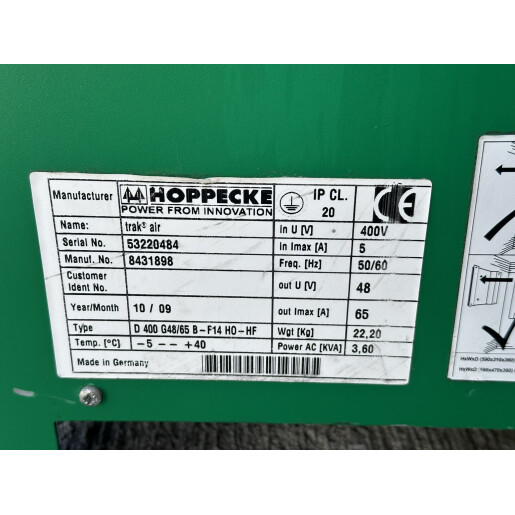 Manufacturer HOPPECKE IP CL. CE
POWER FROM INNOVATION 20
Name: trak³ air in U [V] 400V
Serial No. 53220484 in Imax [A] 5
Manuf. No. 8431898 Freq. [Hz] 50/60
Customer Ident No. out U [V] 48
Year/Month 10 / 09 out Imax [A] 65
Type D 400 G48/65 B-F14 HO-HF Wgt [Kg] 22,20
Temp. [°C] -5 -- +40 Power AC [KVA] 3,60
Made in Germany